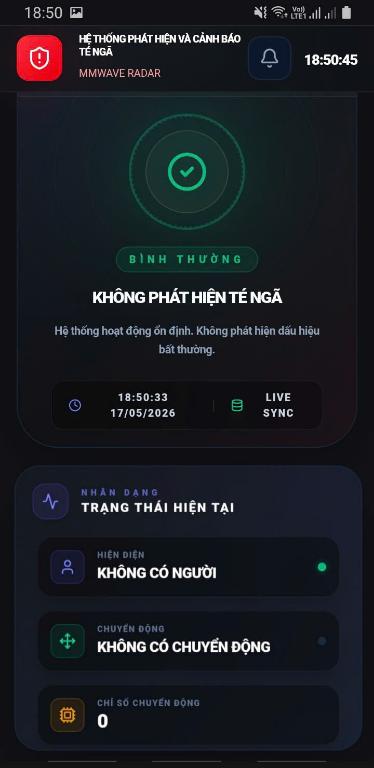 18:50
Vo))
LTE1
HỆ THỐNG PHÁT HIỆN VÀ CẢNH BÁO
TÉ NGÃ
MMWAVE RADAR
18:50:45
BÌNH THƯỜNG
KHÔNG PHÁT HIỆN TÉ NGÃ
Hệ thống hoạt động ổn định. Không phát hiện dấu hiệu
bất thường.
18:50:33
17/05/2026
LIVE
SYNC
NHẬN DẠNG
TRẠNG THÁI HIỆN TẠI
HIỆN DIỆN
KHÔNG CÓ NGƯỜI
CHUYỂN ĐỘNG
KHÔNG CÓ CHUYỂN ĐỘNG
CHỈ SỐ CHUYỂN ĐỘNG
0